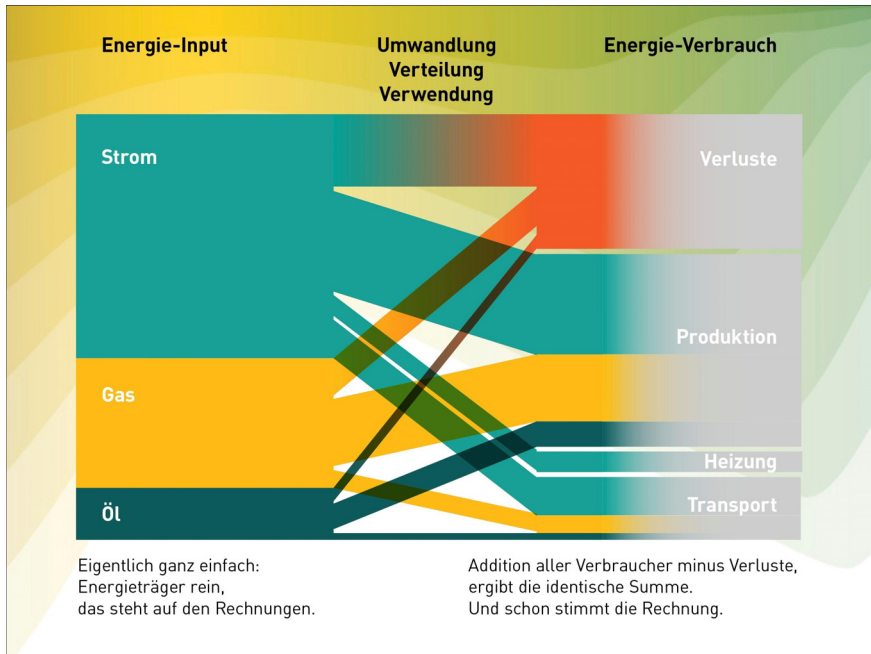 Energie-Input
Umwandlung
Verteilung
Verwendung
Energie-Verbrauch
Strom
Verluste
Produktion
Gas
Heizung
Transport
Öl
Eigentlich ganz einfach:
Energieträger rein,
das steht auf den Rechnungen.
Addition aller Verbraucher minus Verluste,
ergibt die identische Summe.
Und schon stimmt die Rechnung.